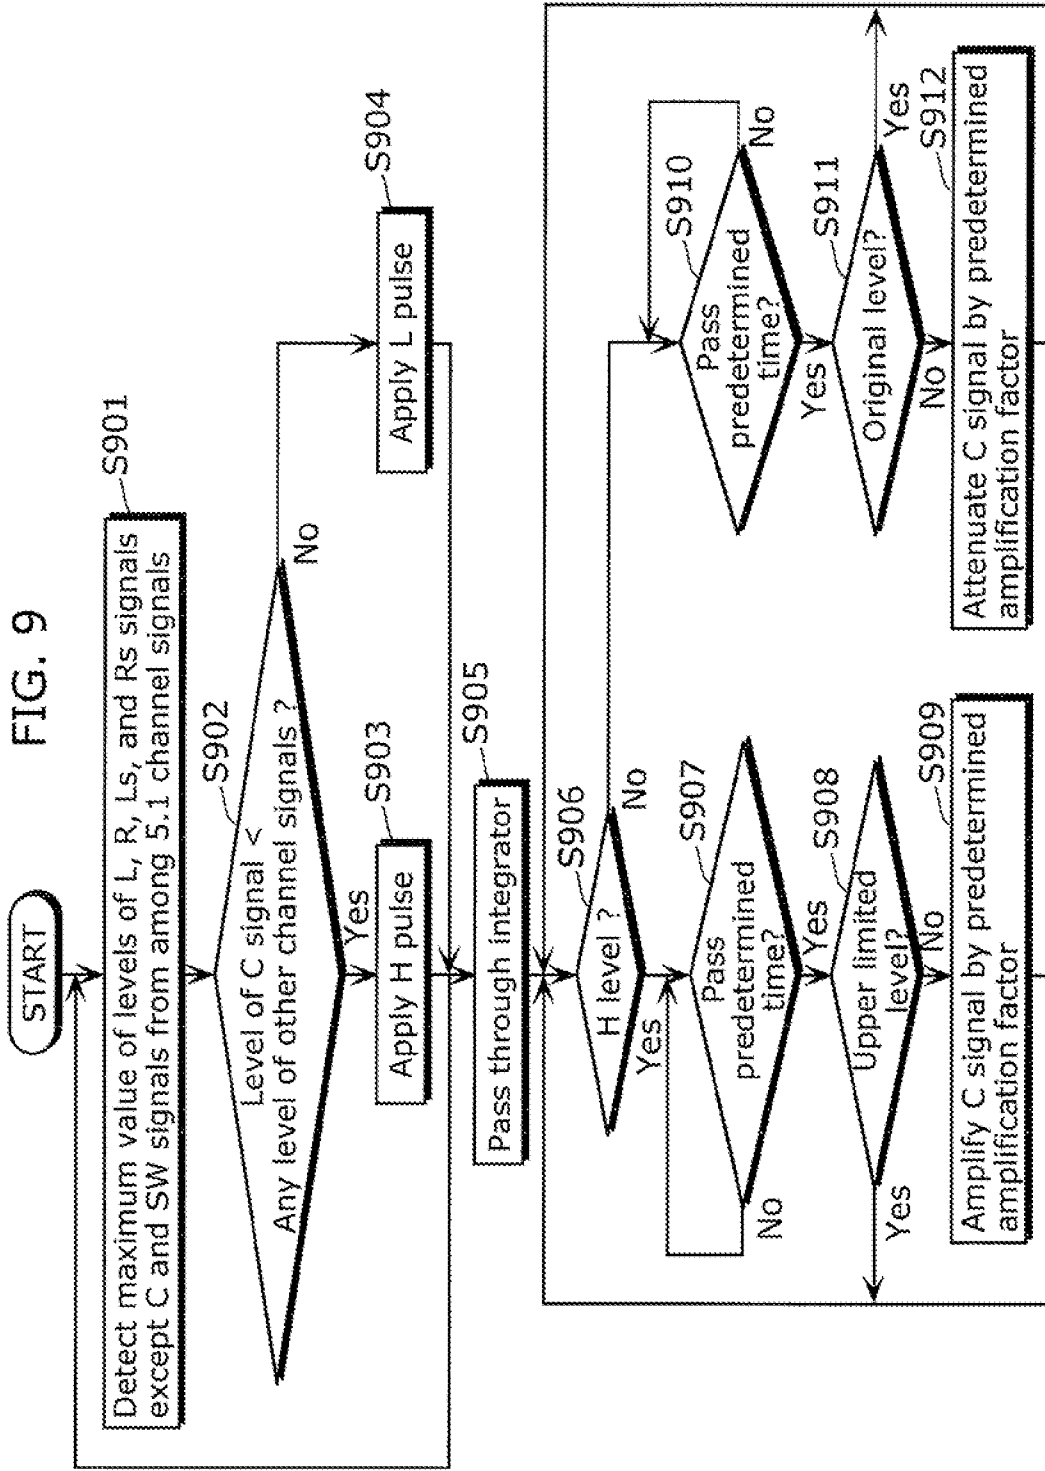 FIG. 9
START
S901
Detect maximum value of levels of L, R, Ls, and Rs signals
except C and SW signals from among 5.1 channel signals
S902
Level of C signal <
Any level of other channel signals ?
No
Yes
S903
Apply H pulse
S904
Apply L pulse
S905
Pass through integrator
S906
H level ?
No
Yes
S907
Pass
predetermined
time?
No
Yes
S908
Upper limited
level?
Yes
No
S909
Amplify C signal by predetermined
amplification factor
S910
Pass
predetermined
time?
No
Yes
S911
Original level?
Yes
No
S912
Attenuate C signal by predetermined
amplification factor